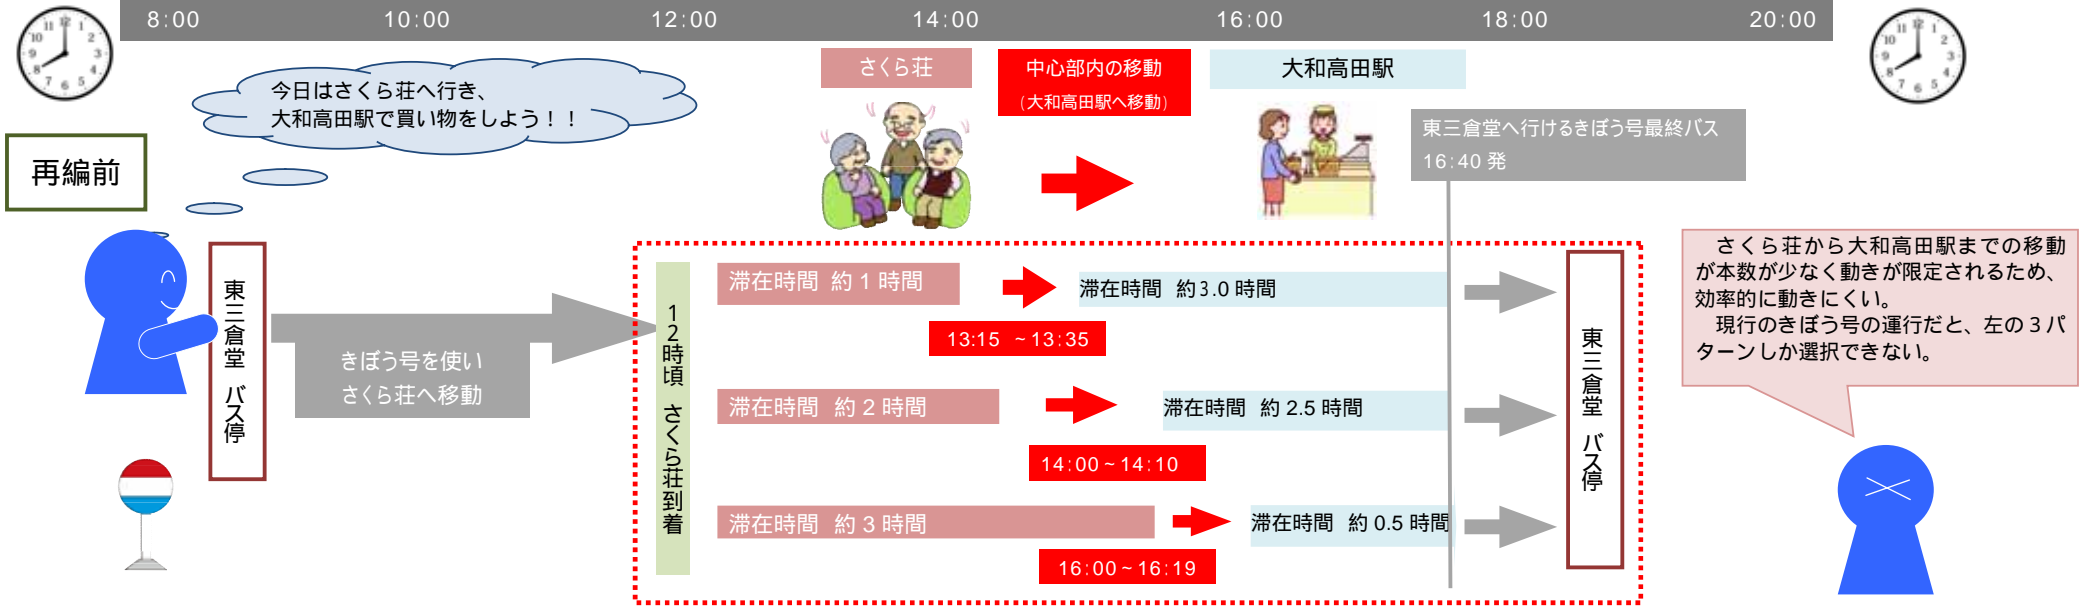 8:00 10:00 12:00 14:00 16:00 18:00 20:00
今日はさくら荘へ行き、
大和高田駅で買い物をしよう！！
さくら荘
中心部内の移動
（大和高田駅へ移動）
大和高田駅
東三倉堂へ行けるきぼう号最終バス
16:40 発
再編前
東三倉堂 バス停
きぼう号を使い
さくら荘へ移動
12時頃 さくら荘到着
滞在時間 約 1 時間
滞在時間 約3.0 時間
13:15 ~13:35
滞在時間 約 2 時間
滞在時間 約 2.5 時間
14:00~14:10
滞在時間 約 3 時間
滞在時間 約 0.5 時間
16:00~16:19
東三倉堂 バス停
さくら荘から大和高田駅までの移動
が本数が少なく動きが限定されるため、
効率的に動きにくい。
現行のきぼう号の運行だと、左の 3 パ
ターンしか選択できない。